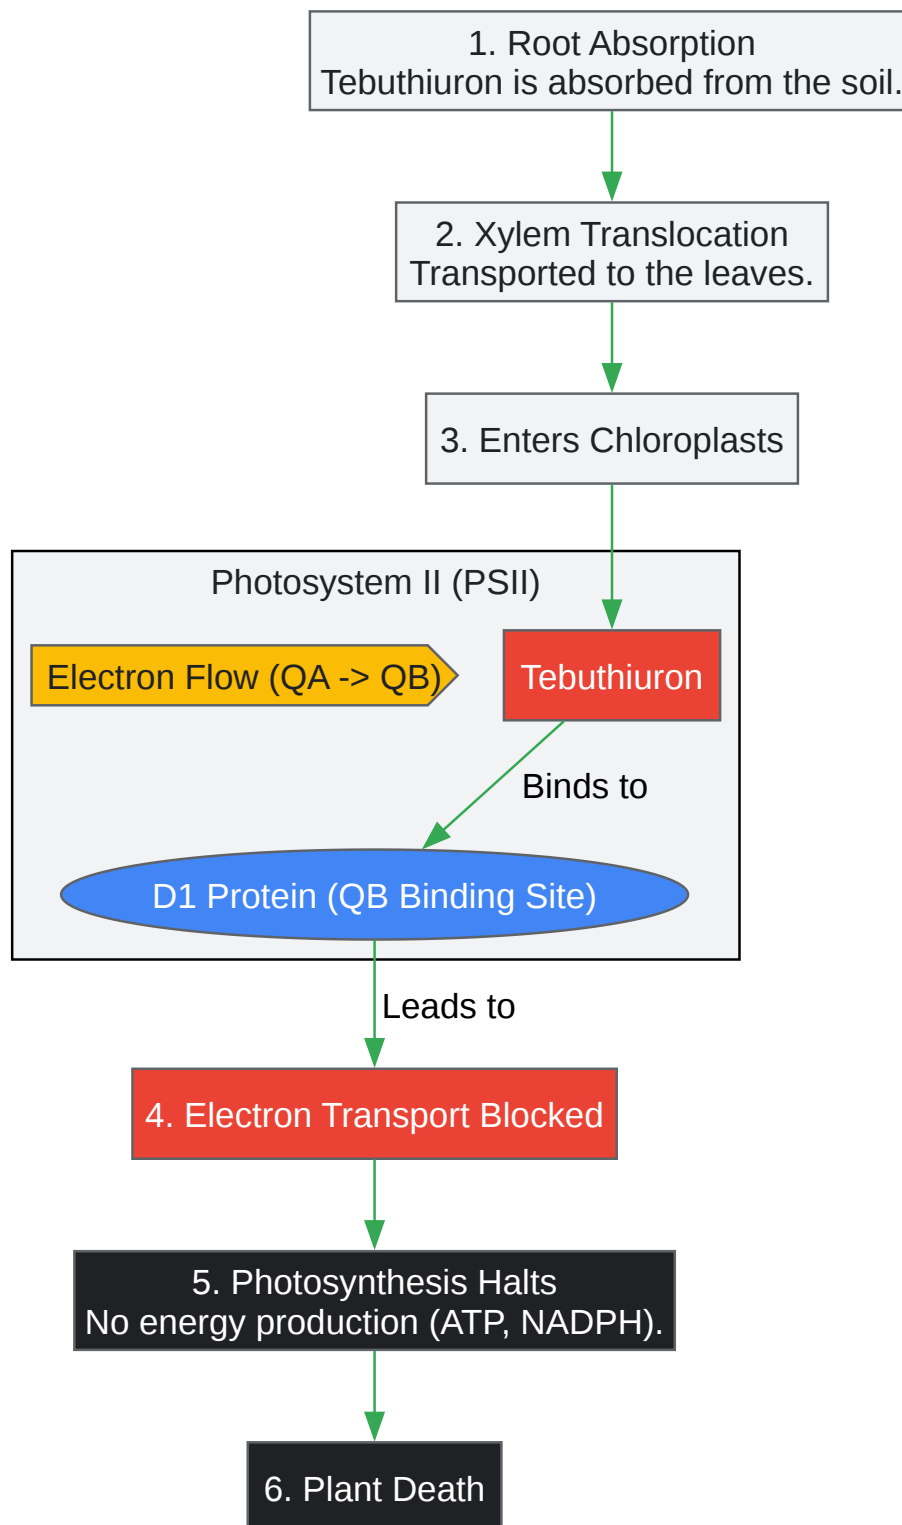 1. Root Absorption
Tebuthiuron is absorbed from the soil.
2. Xylem Translocation
Transported to the leaves.
3. Enters Chloroplasts
Photosystem II (PSII)
Electron Flow (QA -> QB)
Tebuthiuron
Binds to
D1 Protein (QB Binding Site)
Leads to
4. Electron Transport Blocked
5. Photosynthesis Halts
No energy production (ATP, NADPH).
6. Plant Death